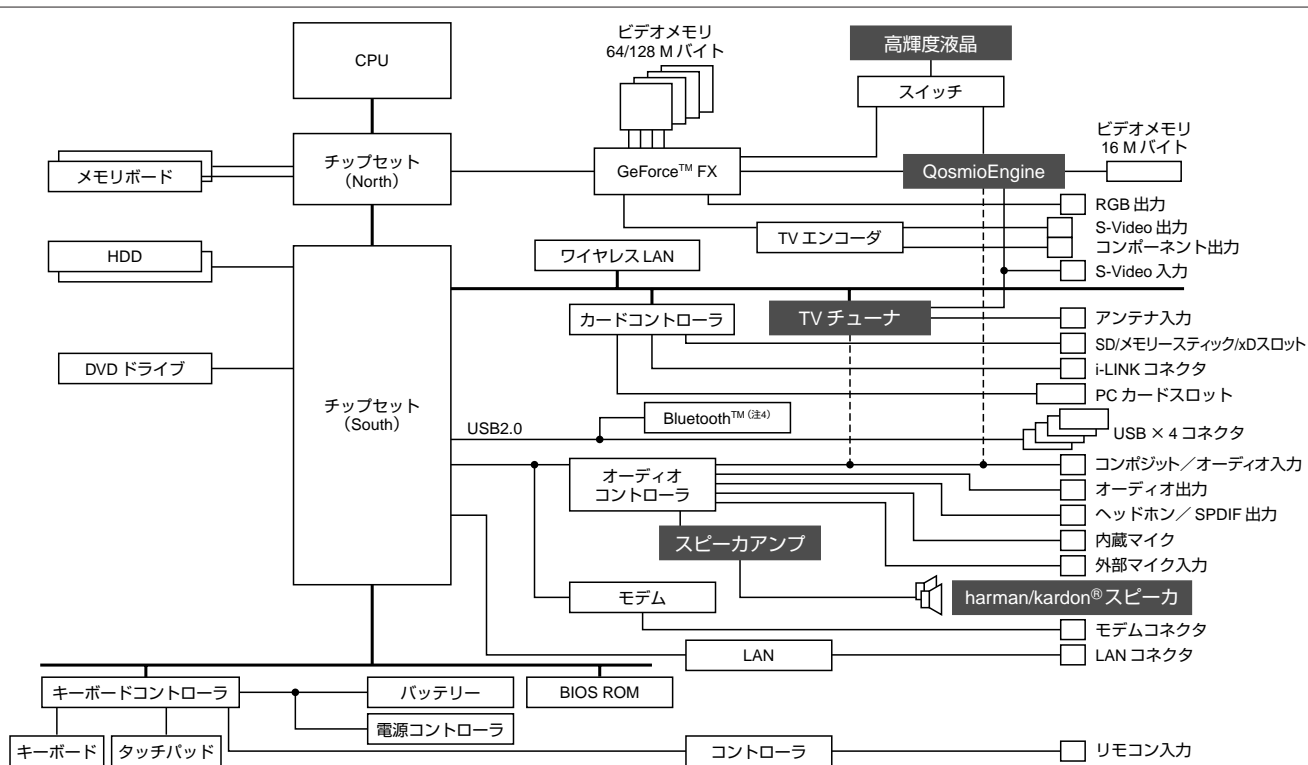 CPU
ビデオメモリ
64/128 M バイト
高輝度液晶
スイッチ
メモリボード
チップセット
（North）
GeForce™ FX
QosmioEngine
ビデオメモリ
16 M バイト
RGB 出力
TV エンコーダ
S-Video 出力
コンポーネント出力
HDD
ワイヤレス LAN
S-Video 入力
カードコントローラ
TV チューナ
アンテナ入力
SD/メモリースティック/xDスロット
DVD ドライブ
i-LINK コネクタ
PC カードスロット
チップセット
（South）
USB2.0
Bluetooth™ (注4)
USB × 4 コネクタ
オーディオ
コントローラ
コンポジット／オーディオ入力
オーディオ出力
ヘッドホン／ SPDIF 出力
スピーカアンプ
内蔵マイク
外部マイク入力
モデム
harman/kardon® スピーカ
モデムコネクタ
LAN
LAN コネクタ
キーボードコントローラ
バッテリー
BIOS ROM
電源コントローラ
キーボード
タッチパッド
コントローラ
リモコン入力